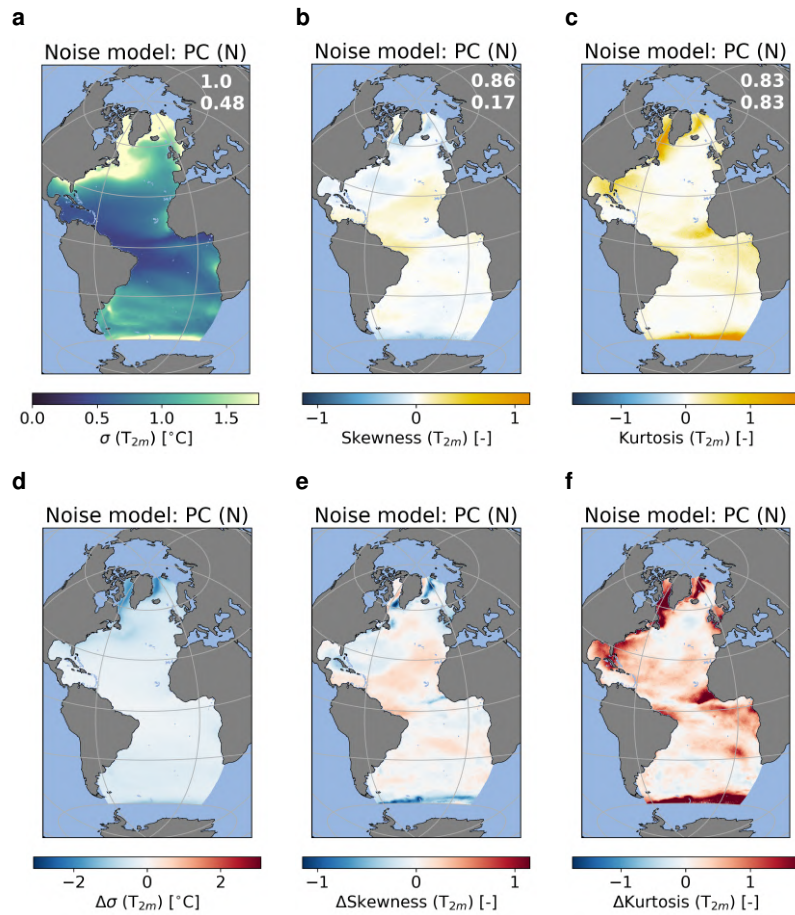 a
b
c
Noise model: PC (N)
Noise model: PC (N)
Noise model: PC (N)
1.0
0.48
0.86
0.17
0.83
0.83
0.0 0.5 1.0 1.5
σ (T₂ₘ) [°C]
−1 0 1
Skewness (T₂ₘ) [-]
−1 0 1
Kurtosis (T₂ₘ) [-]
d
e
f
Noise model: PC (N)
Noise model: PC (N)
Noise model: PC (N)
−2 0 2
Δσ (T₂ₘ) [°C]
−1 0 1
ΔSkewness (T₂ₘ) [-]
−1 0 1
ΔKurtosis (T₂ₘ) [-]